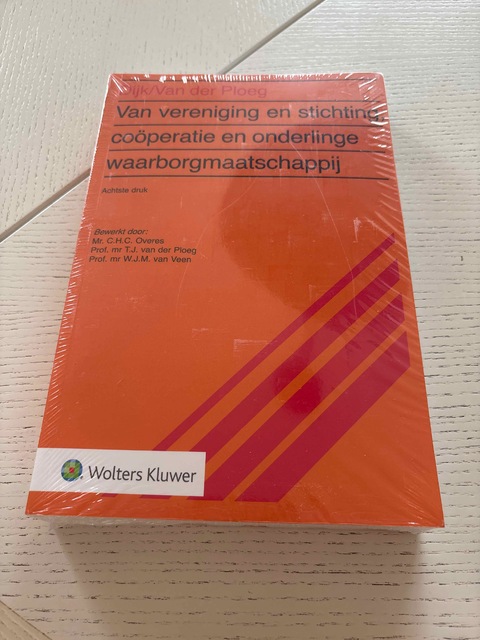 Dijk/Van der Ploeg
Van vereniging en stichting,
coöperatie en onderlinge
waarborgmaatschappij
Achtste druk
Bewerkt door:
Mr. C.H.C. Overes
Prof. mr T.J. van der Ploeg
Prof. mr W.J.M. van Veen
Wolters Kluwer